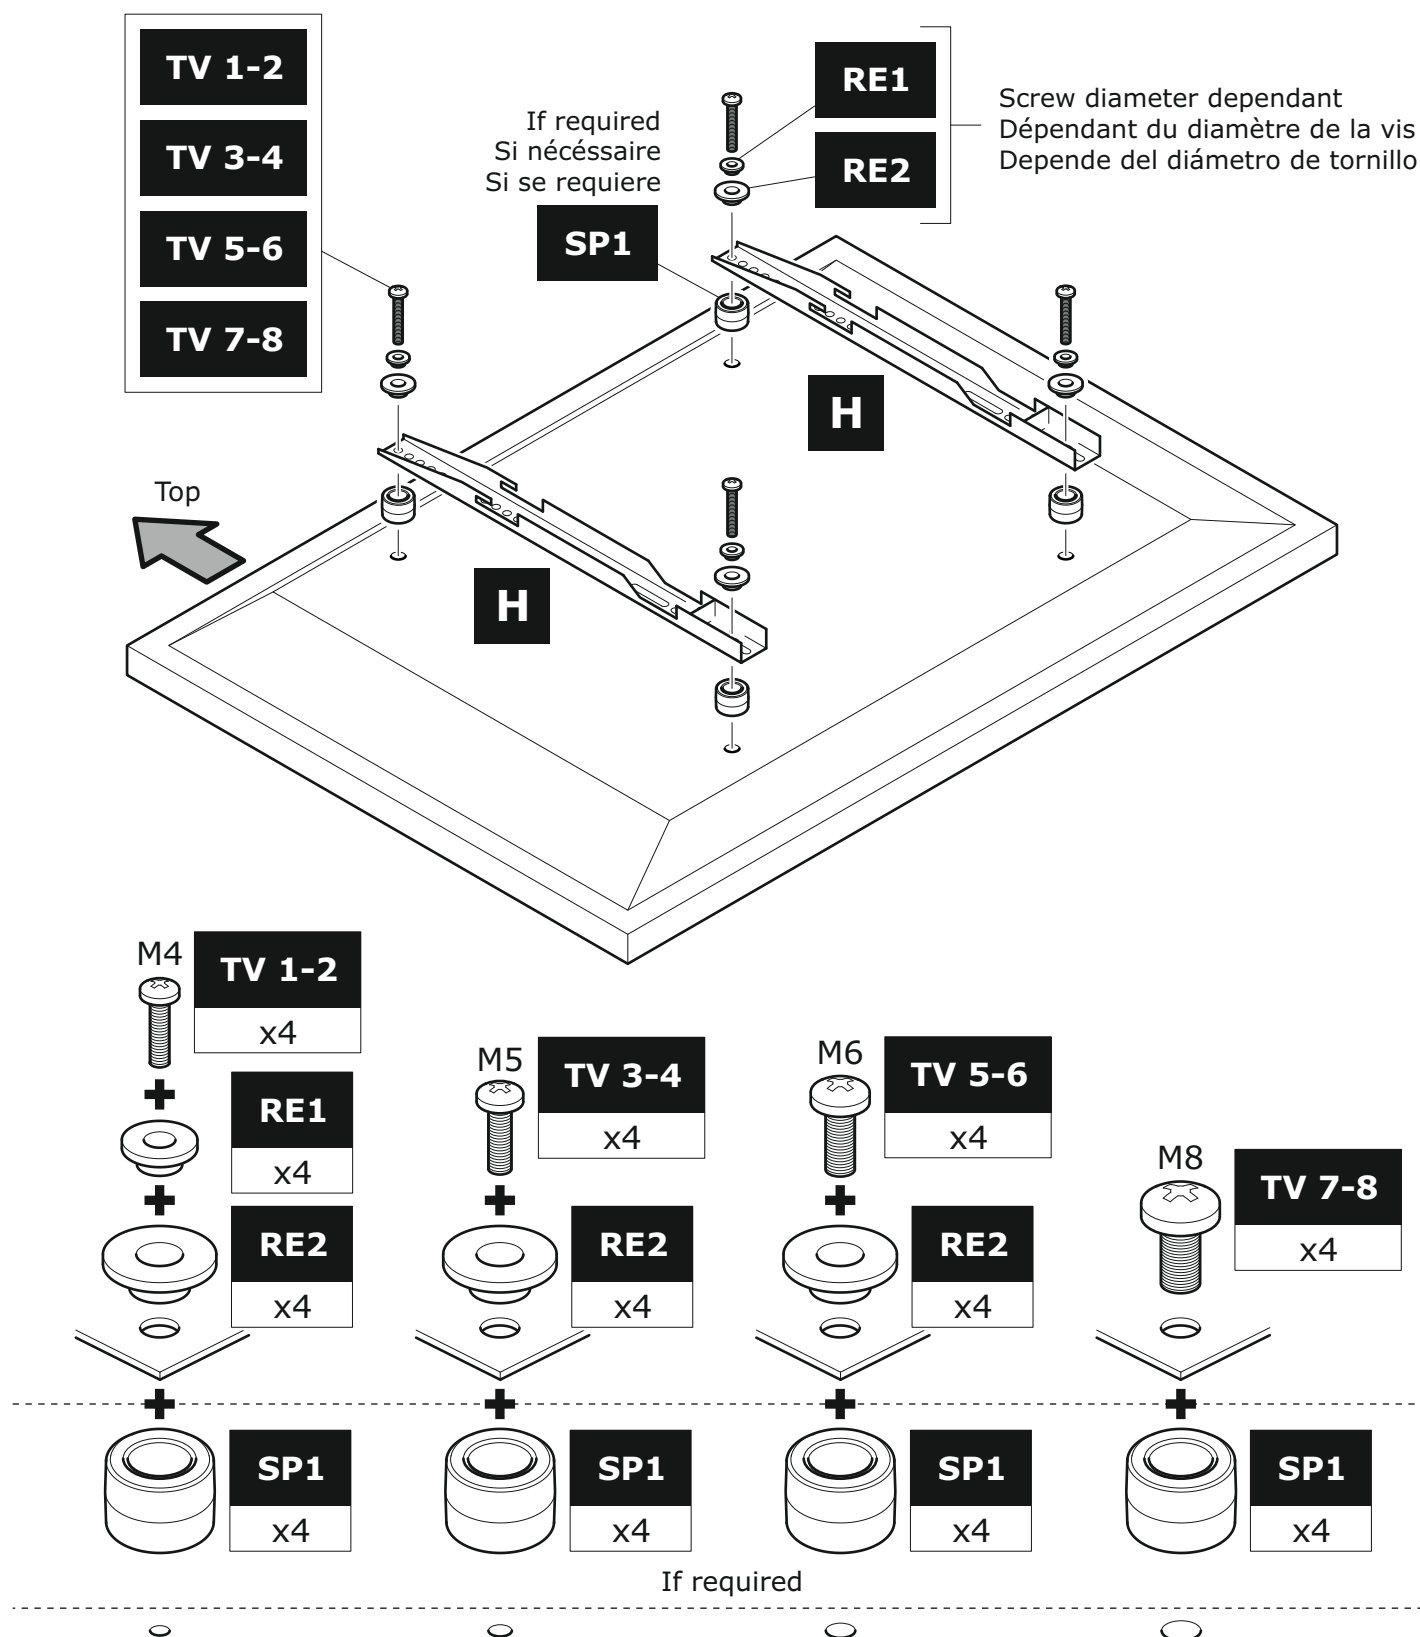 TV 1-2
TV 3-4
TV 5-6
TV 7-8
If required
Si nécéssaire
Si se requiere
SP1
RE1
RE2
Screw diameter dependant
Dépendant du diamètre de la vis
Depende del diámetro de tornillo
H
H
Top
M4
TV 1-2
x4
RE1
x4
RE2
x4
M5
TV 3-4
x4
RE2
x4
M6
TV 5-6
x4
RE2
x4
M8
TV 7-8
x4
SP1
x4
SP1
x4
SP1
x4
SP1
x4
If required